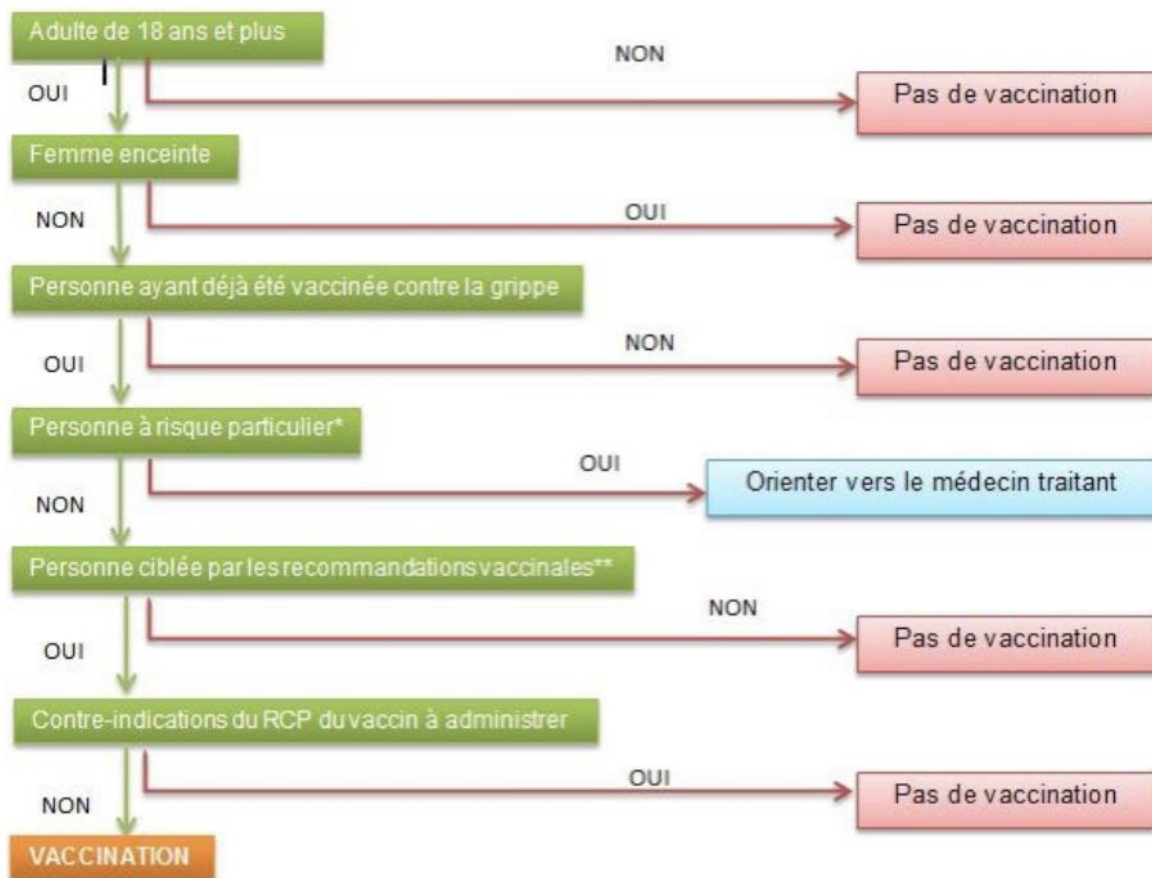 Adulte de 18 ans et plus
NON
OUI
Pas de vaccination
Femme enceinte
OUI
NON
Pas de vaccination
Personne ayant déjà été vaccinée contre la grippe
NON
OUI
Pas de vaccination
Personne à risque particulier*
OUI
NON
Orienter vers le médecin traitant
Personne ciblée par les recommandations vaccinales**
NON
OUI
Pas de vaccination
Contre-indications du RCP du vaccin à administrer
OUI
NON
Pas de vaccination
VACCINATION